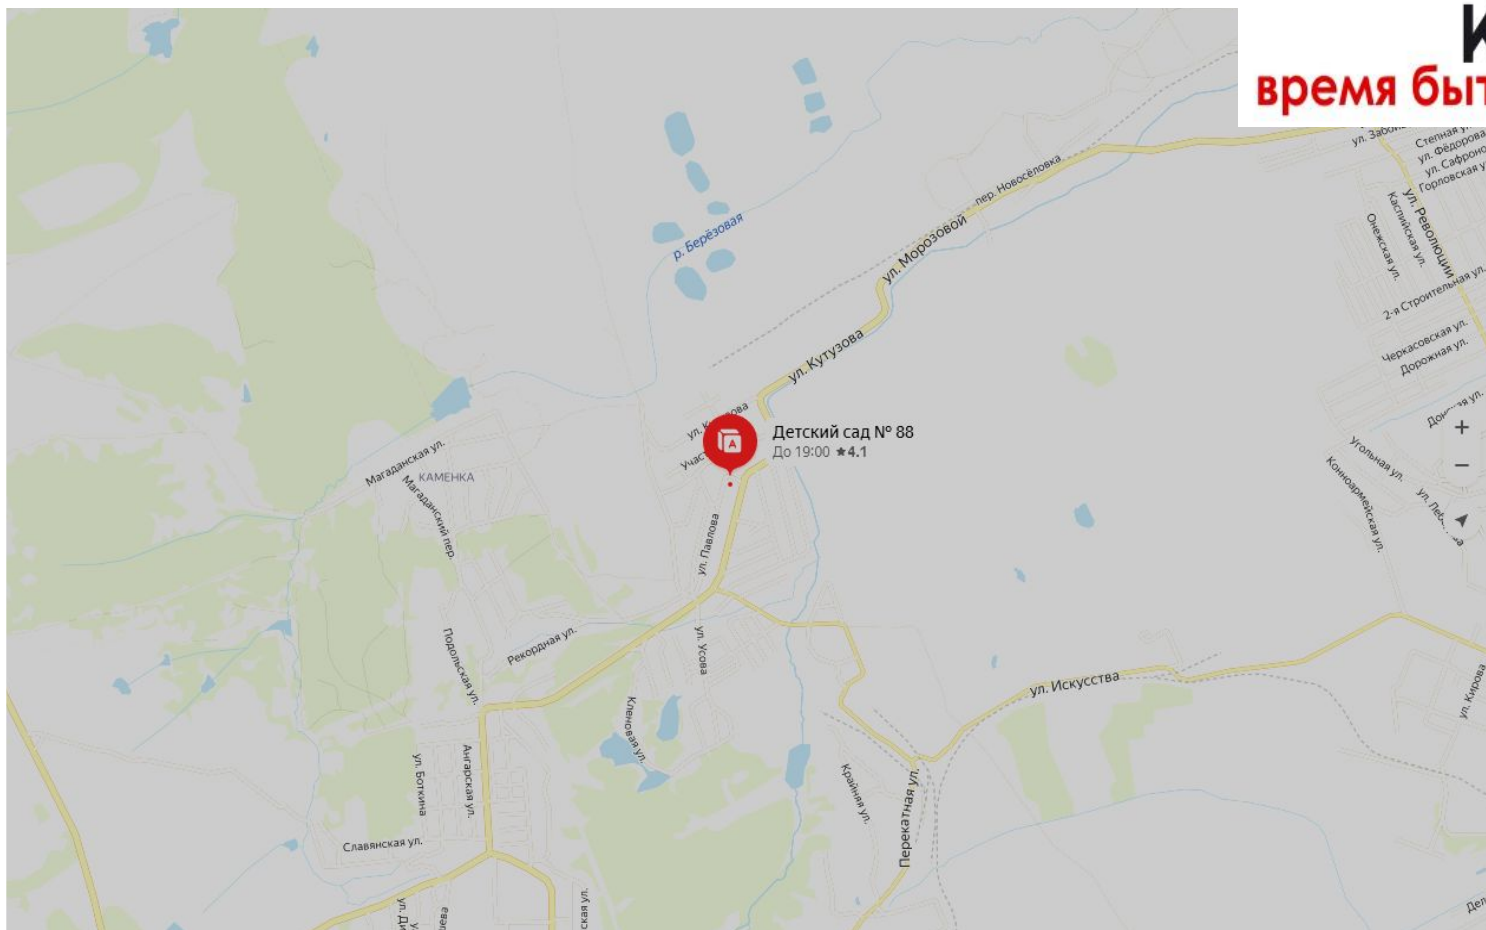 время быт
ул. Забой
Степная ул.
ул. Фёдорова
ул. Сафроно
Горловская у
ул. Революции
Каспийская ул.
Онежская ул.
2-я Строительная ул.
Черкасовская ул.
Дорожная ул.
пер. Новосёловка
ул. Морозовой
р. Берёзовая
ул. Кутузова
Детский сад № 88
До 19:00 ★4.1
Магаданская ул.
КАМЕНКА
Магаданский пер.
ул. Павлова
Угольная ул.
Конноармейская ул.
Подольская ул.
Рекордная ул.
ул. Усова
ул. Искусства
ул. Кирова
Кленовая ул.
ул. Боткина
Ангарская ул.
Крайняя ул.
Перекатная ул.
Славянская ул.
ская ул.